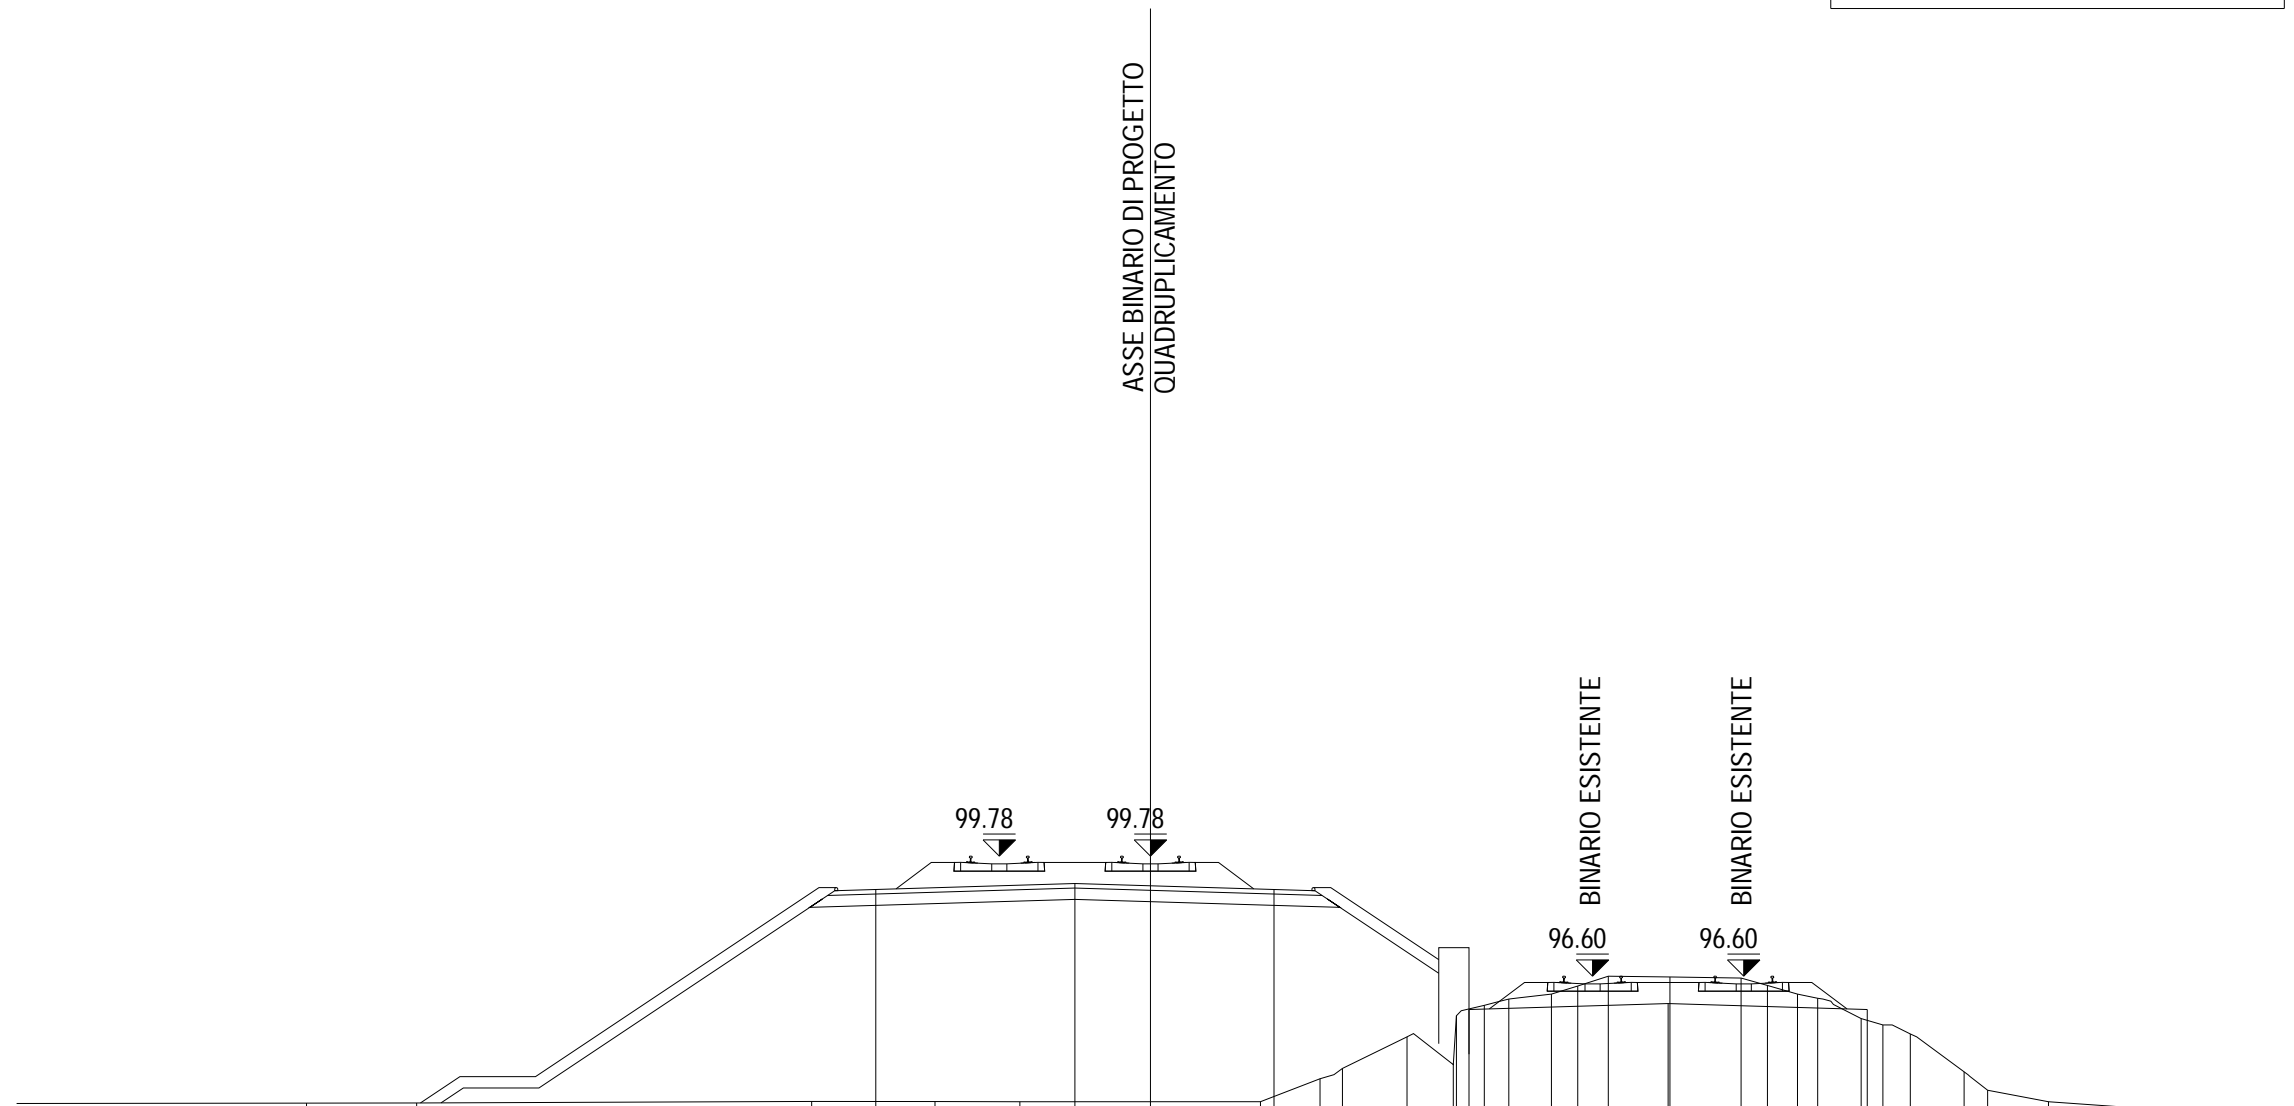 ASSE BINARIO DI PROGETTO
QUADRUPLICAMENTO
BINARIO ESISTENTE
BINARIO ESISTENTE
99.78
99.78
96.60
96.60